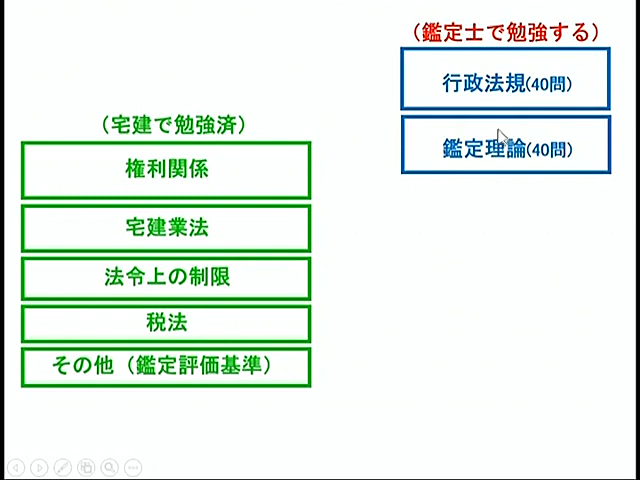 （鑑定士で勉強する）
行政法規(40問)
鑑定理論(40問)
（宅建で勉強済）
権利関係
宅建業法
法令上の制限
税法
その他（鑑定評価基準）